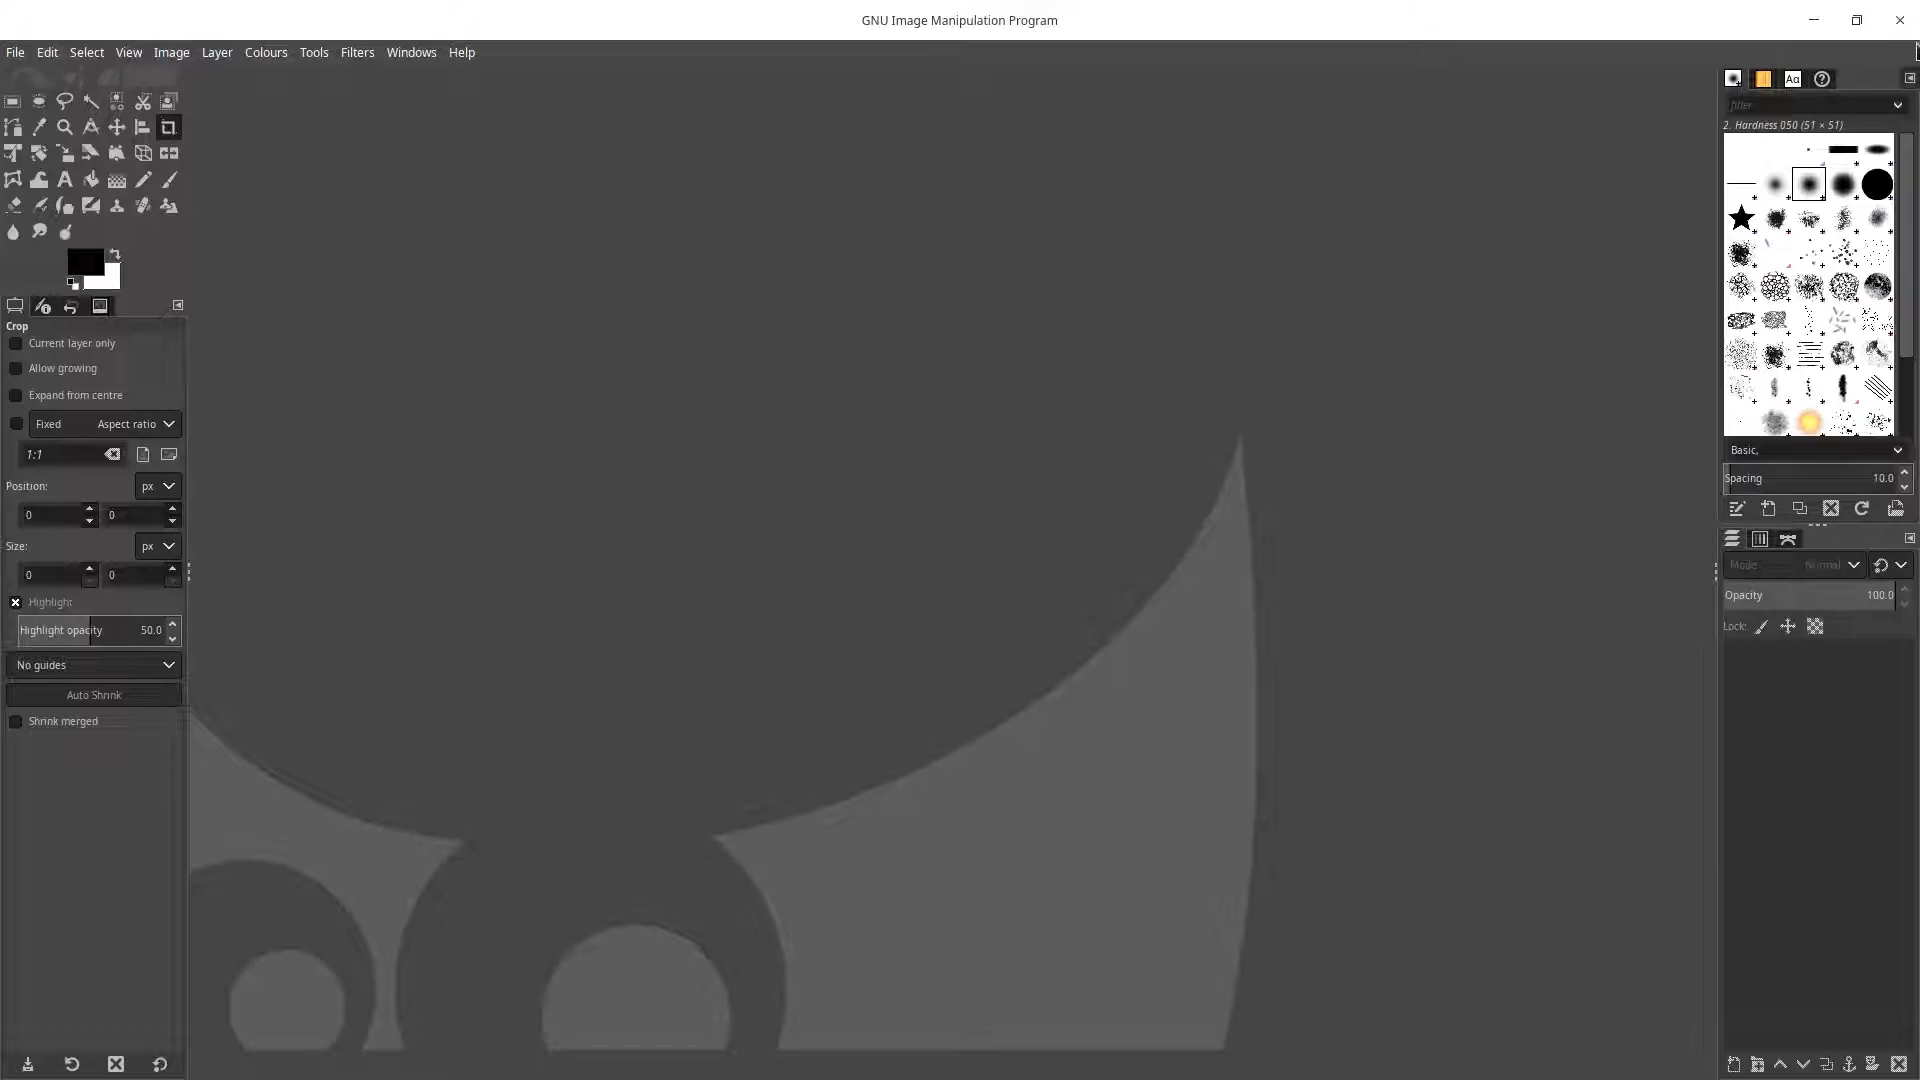 GNU Image Manipulation Program
File Edit Select View Image Layer Colours Tools Filters Windows Help
Aa
filter
2. Hardness 050 (51 × 51)
Crop
Current layer only
Allow growing
Expand from centre
Fixed Aspect ratio
1:1
Position: px
0 0
Size: px
0 0
Highlight
Highlight opacity 50.0
No guides
Auto Shrink
Shrink merged
Basic,
Spacing 10.0
Mode Normal
Opacity 100.0
Lock: